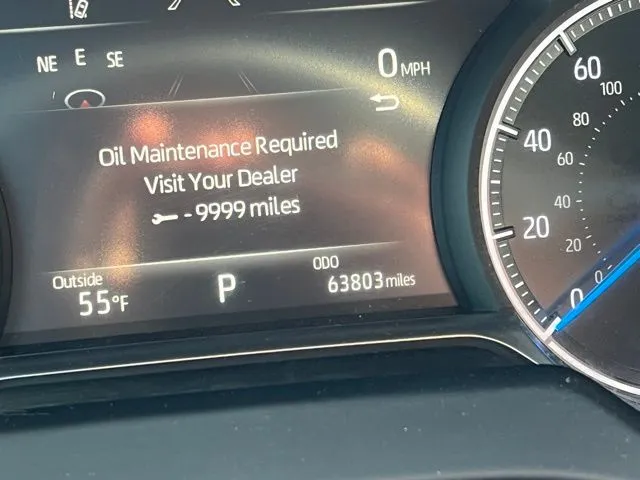 NE E SE
0 MPH
Oil Maintenance Required
Visit Your Dealer
- 9999 miles
Outside
55°F
P
ODO
63803 miles
60
40
20
0
100
80
60
40
20
0